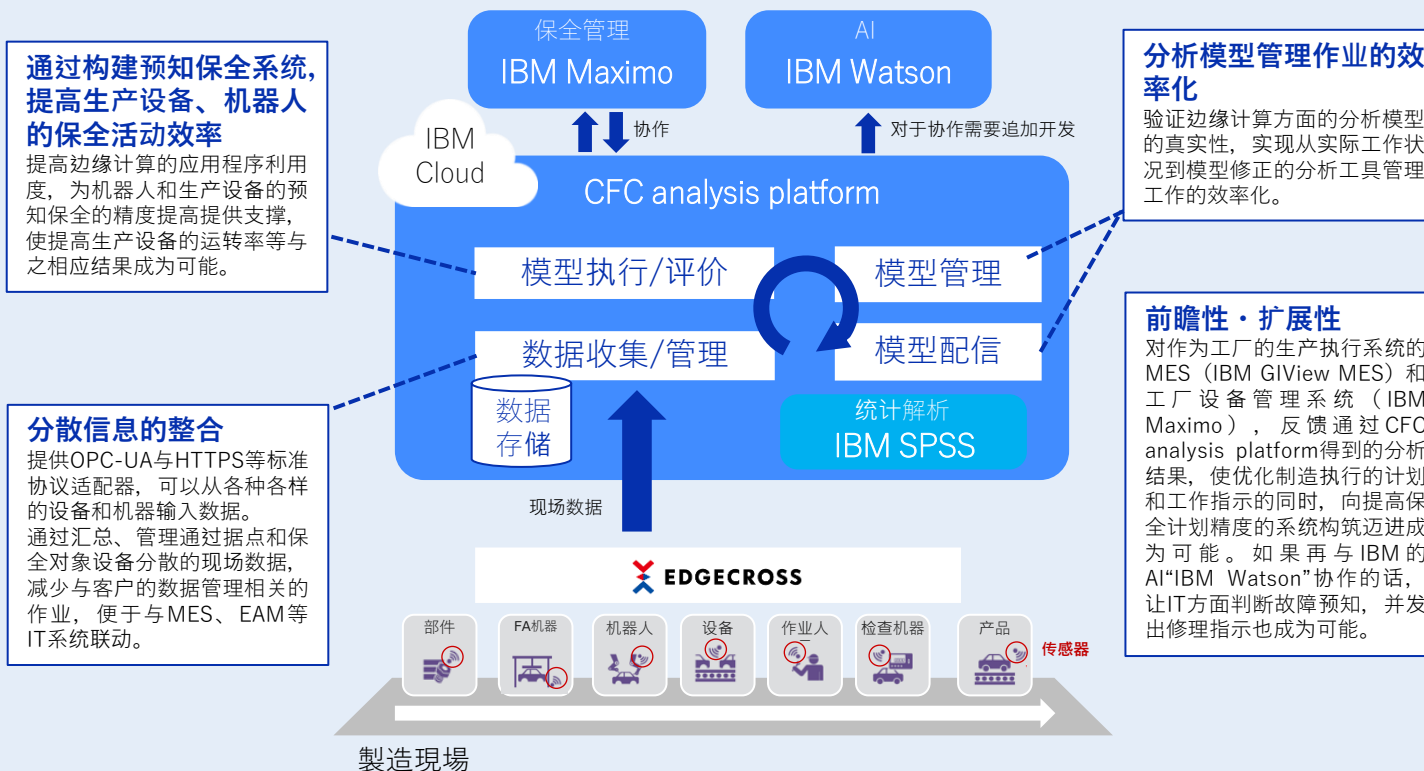 保全管理
IBM Maximo
AI
IBM Watson
协作
对于协作需要追加开发
IBM
Cloud
CFC analysis platform
模型执行/评价
模型管理
数据收集/管理
模型配信
数据
存储
统计解析
IBM SPSS
现场数据
EDGECROSS
部件
FA机器
机器人
设备
作业人
检查机器
产品
传感器
製造現場
通过构建预知保全系统,
提高生产设备、机器人
的保全活动效率
提高边缘计算的应用程序利用
度，为机器人和生产设备的预
知保全的精度提高提供支撑，
使提高生产设备的运转率等与
之相应结果成为可能。
分散信息的整合
提供OPC-UA与HTTPS等标准
协议适配器，可以从各种各样
的设备和机器输入数据。
通过汇总、管理通过据点和保
全对象设备分散的现场数据，
减少与客户的数据管理相关的
作业，便于与MES、EAM等
IT系统联动。
分析模型管理作业的效
率化
验证边缘计算方面的分析模型
的真实性，实现从实际工作状
况到模型修正的分析工具管理
工作的效率化。
前瞻性・扩展性
对作为工厂的生产执行系统的
MES（IBM GIView MES）和
工厂设备管理系统（IBM
Maximo），反馈通过CFC
analysis platform得到的分析
结果，使优化制造执行的计划
和工作指示的同时，向提高保
全计划精度的系统构筑迈进成
为可能。如果再与IBM的
AI“IBM Watson”协作的话，
让IT方面判断故障预知，并发
出修理指示也成为可能。